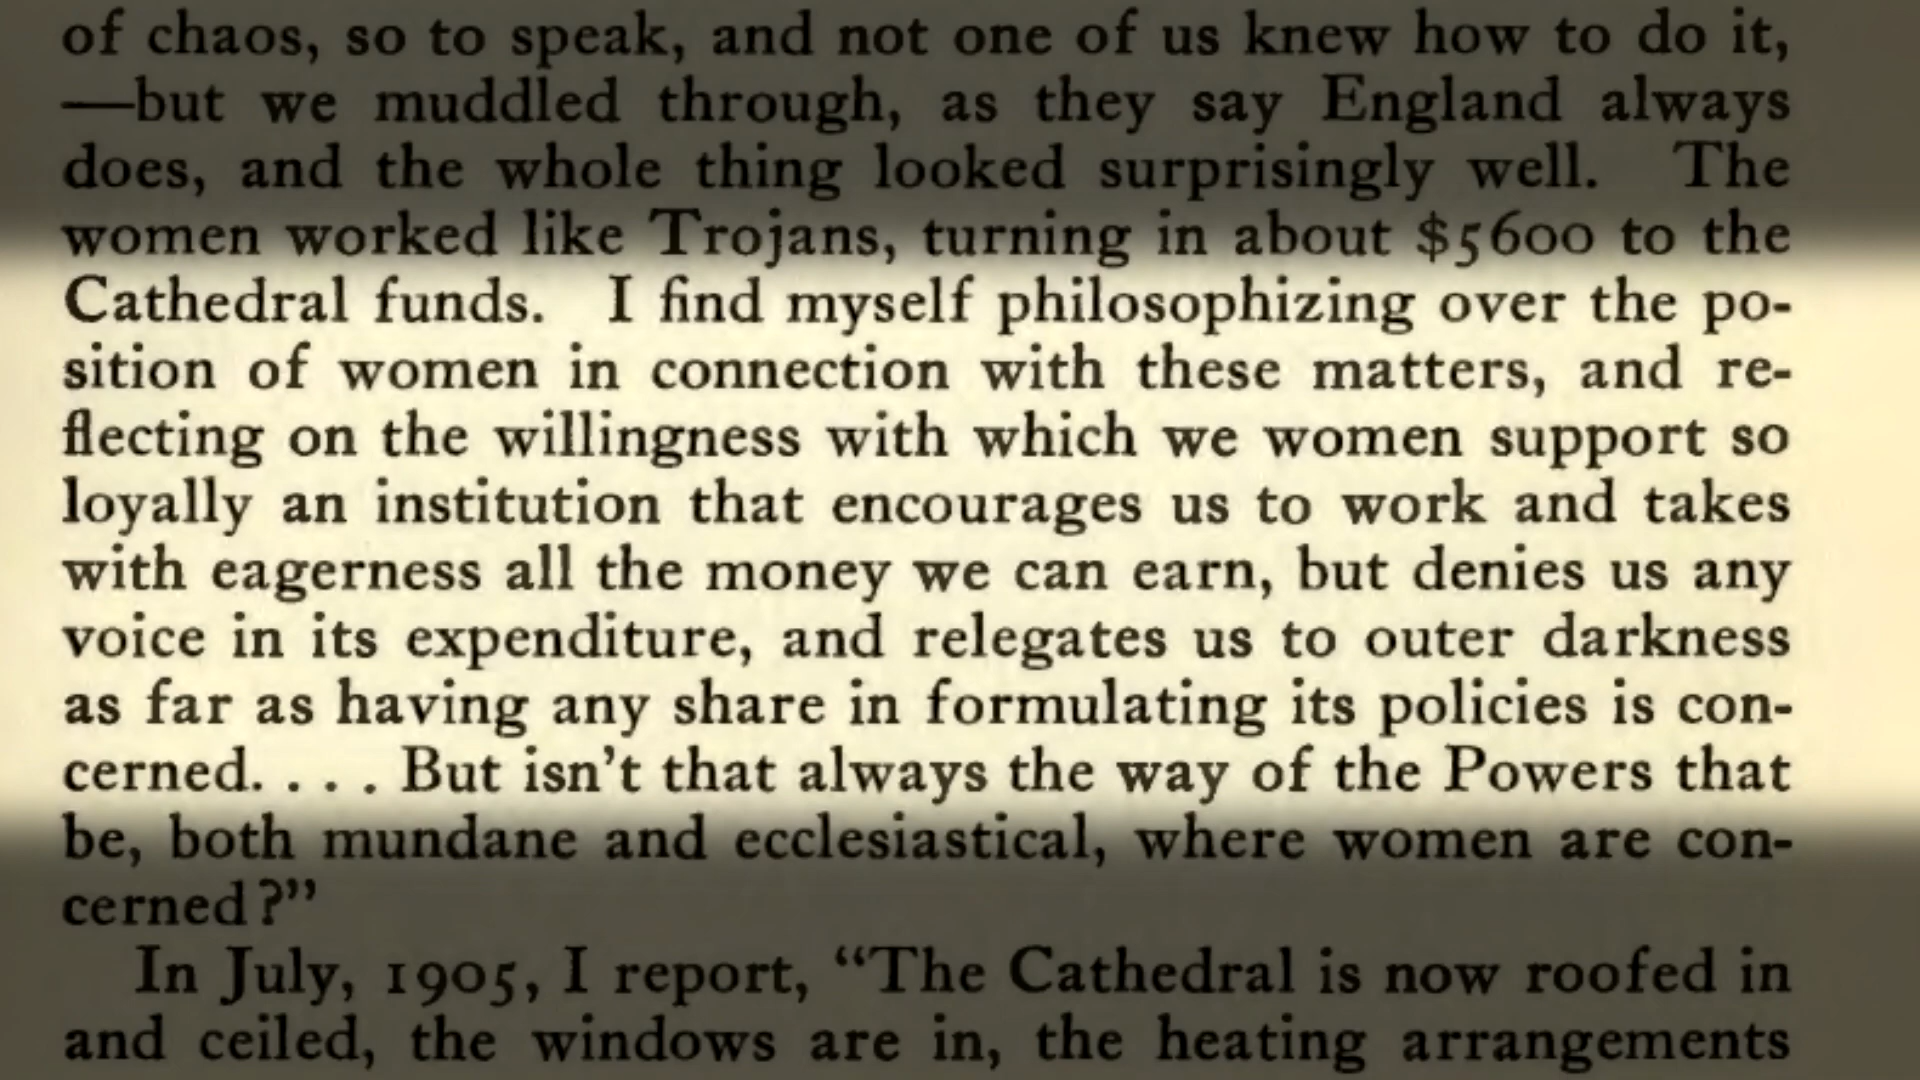 of chaos, so to speak, and not one of us knew how to do it,
—but we muddled through, as they say England always
does, and the whole thing looked surprisingly well. The
women worked like Trojans, turning in about $5600 to the
Cathedral funds. I find myself philosophizing over the po-
sition of women in connection with these matters, and re-
flecting on the willingness with which we women support so
loyally an institution that encourages us to work and takes
with eagerness all the money we can earn, but denies us any
voice in its expenditure, and relegates us to outer darkness
as far as having any share in formulating its policies is con-
cerned. . . . But isn't that always the way of the Powers that
be, both mundane and ecclesiastical, where women are con-
cerned?”
In July, 1905, I report, “The Cathedral is now roofed in
and ceiled, the windows are in, the heating arrangements